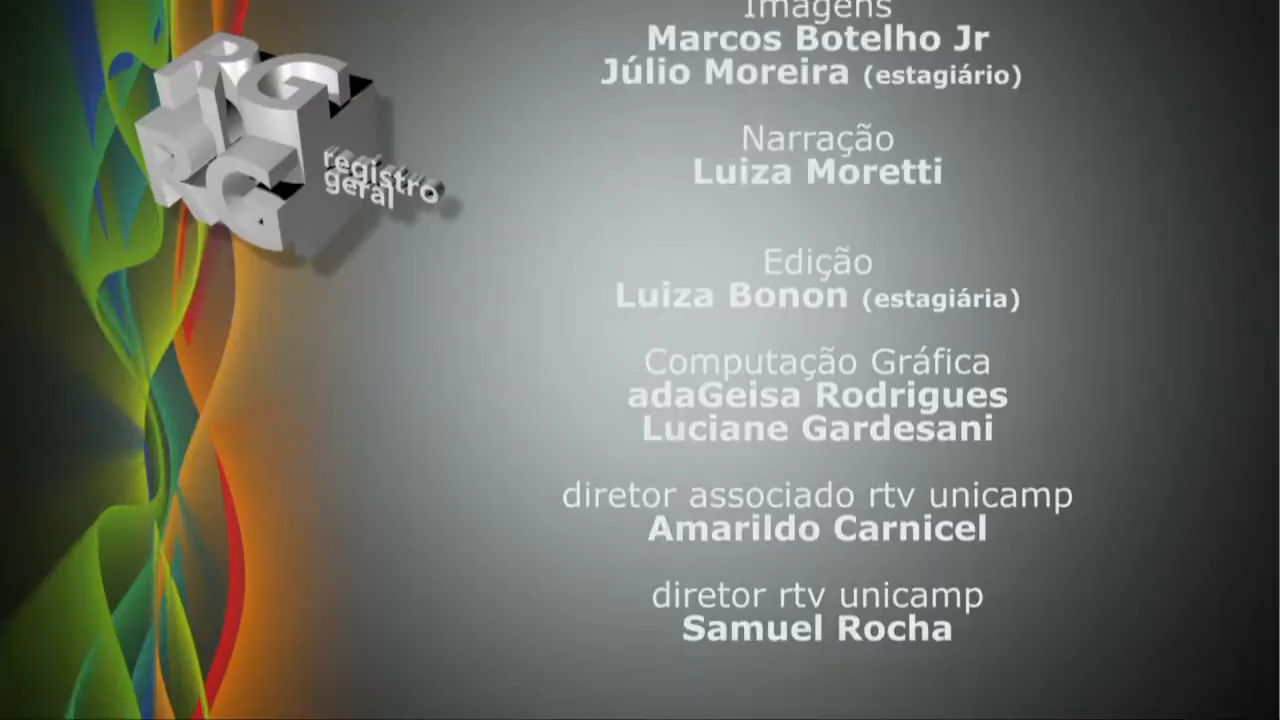 Imagens
Marcos Botelho Jr
Júlio Moreira (estagiário)
Narração
Luiza Moretti
Edição
Luiza Bonon (estagiária)
Computação Gráfica
adaGeisa Rodrigues
Luciane Gardesani
diretor associado rtv unicamp
Amarildo Carnicel
diretor rtv unicamp
Samuel Rocha
RG
RG
registro
geral